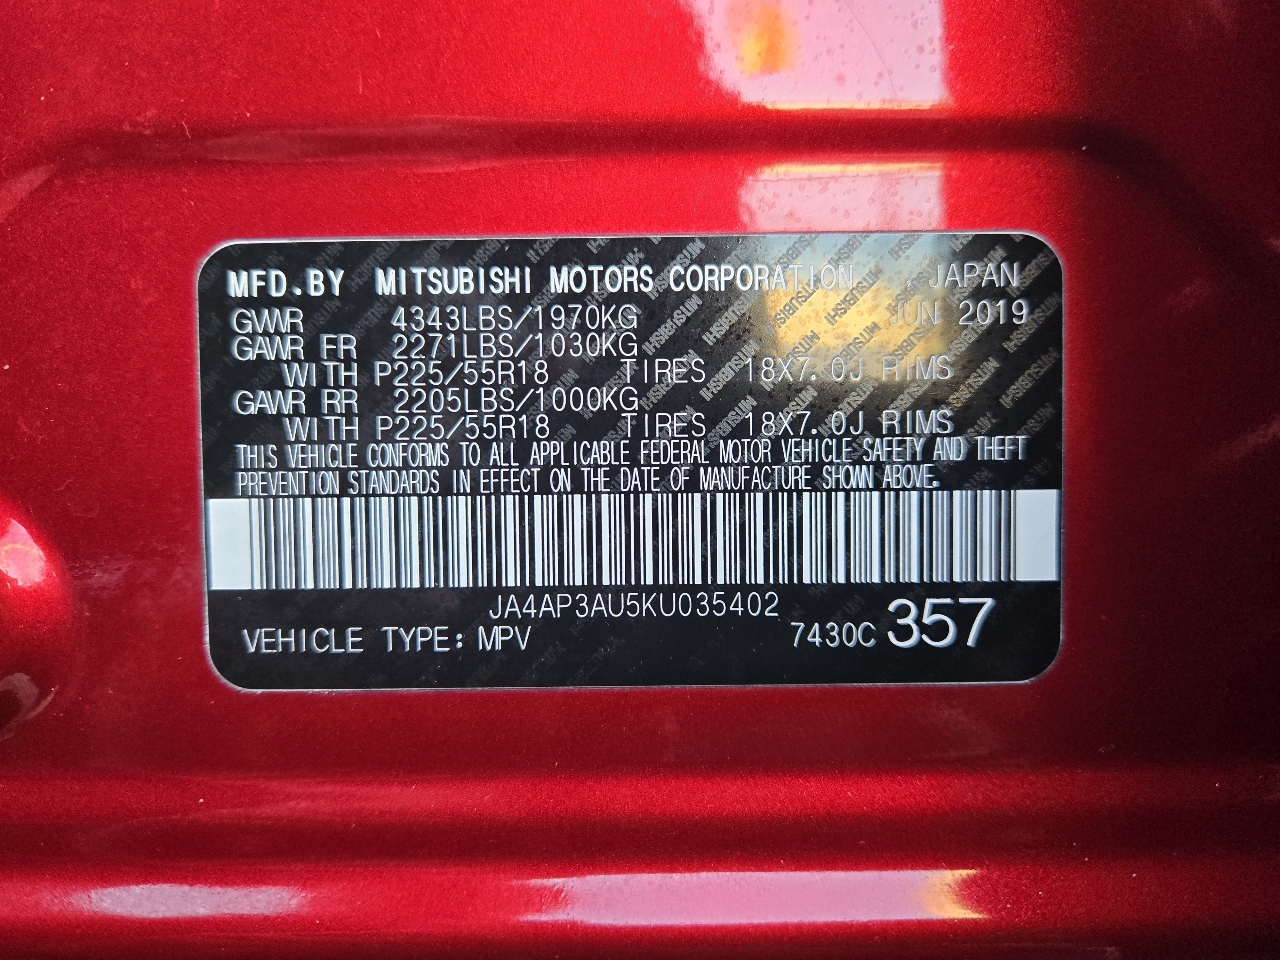 MFD.BY MITSUBISHI MOTORS CORPORATION , JAPAN
GVWR 4343LBS/1970KG JUN 2019
GAWR FR 2271LBS/1030KG
WITH P225/55R18 TIRES 18X7.0J RIMS
GAWR RR 2205LBS/1000KG
WITH P225/55R18 TIRES 18X7.0J RIMS
THIS VEHICLE CONFORMS TO ALL APPLICABLE FEDERAL MOTOR VEHICLE SAFETY AND THEFT
PREVENTION STANDARDS IN EFFECT ON THE DATE OF MANUFACTURE SHOWN ABOVE.
JA4AP3AU5KU035402
VEHICLE TYPE: MPV 7430C 357